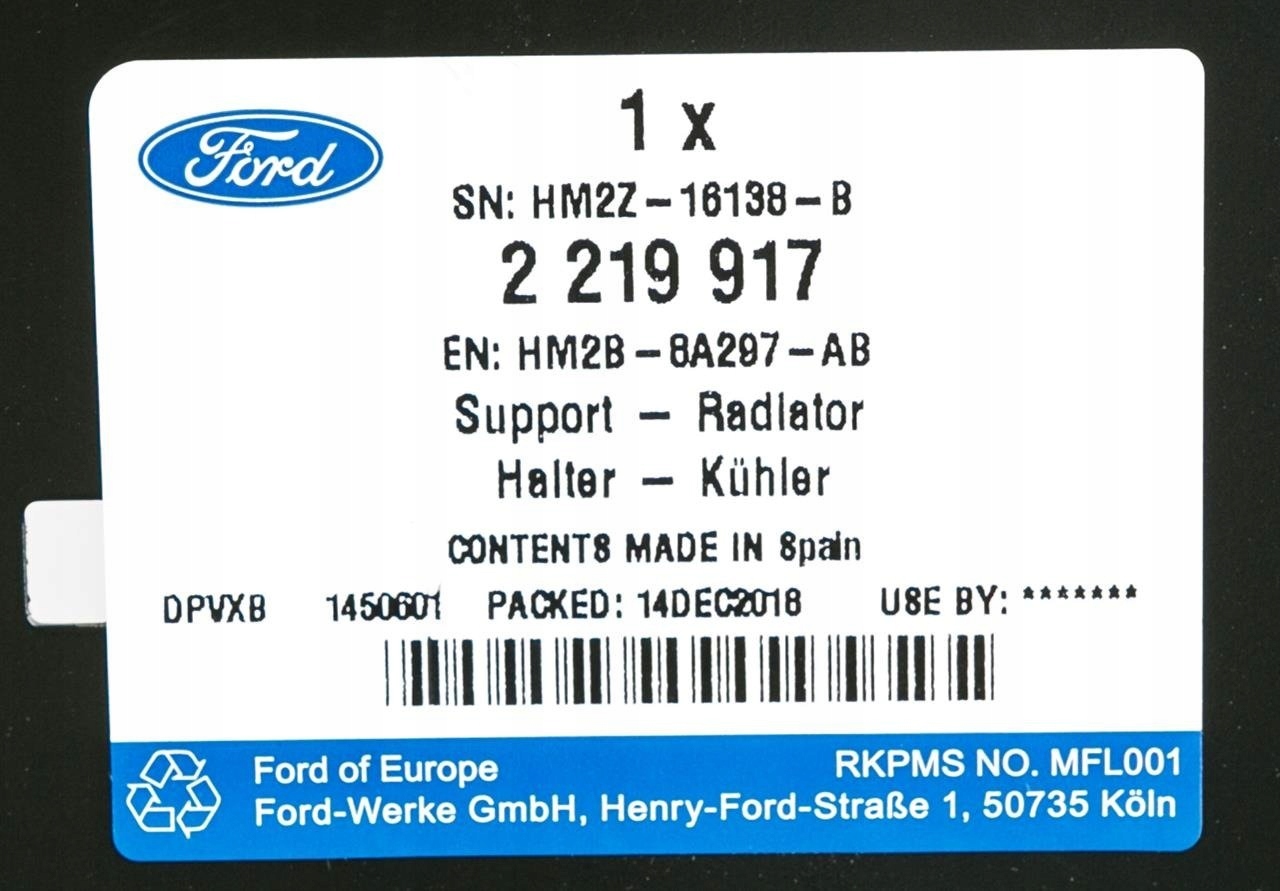 Ford
1 x
SN: HM2Z-16138-B
2 219 917
EN: HM2B-8A297-AB
Support - Radiator
Halter - Kühler
CONTENTS MADE IN Spain
DPVXB 1450601 PACKED: 14DEC2018 USE BY: *******
Ford of Europe RKPMS NO. MFL001
Ford-Werke GmbH, Henry-Ford-Straße 1, 50735 Köln